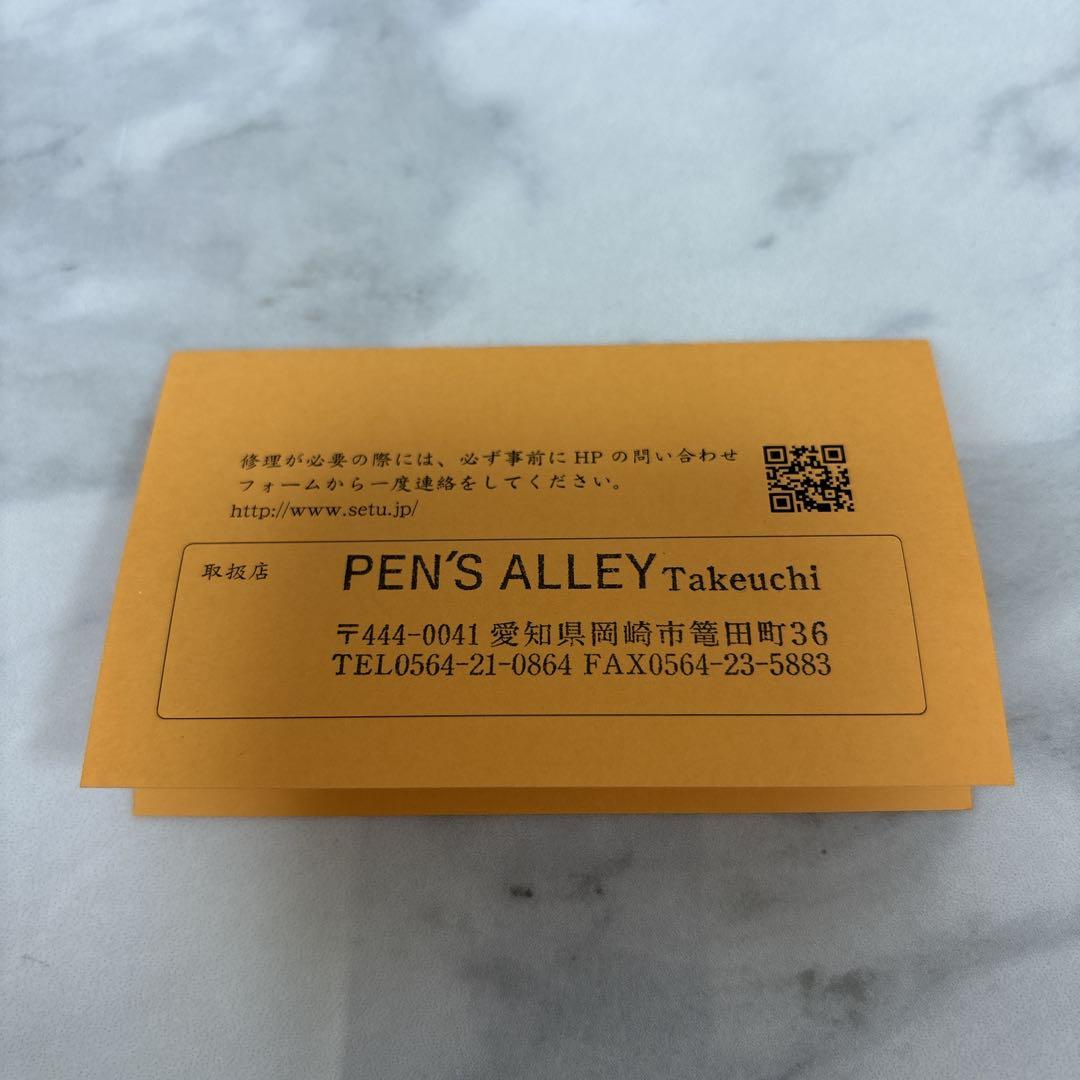 修理が必要の際には、必ず事前に HP の問い合わせ
フォームから一度連絡をしてください。
http://www.setu.jp/
取扱店
PEN'S ALLEY Takeuchi
〒444-0041 愛知県岡崎市篭田町36
TEL0564-21-0864 FAX0564-23-5883